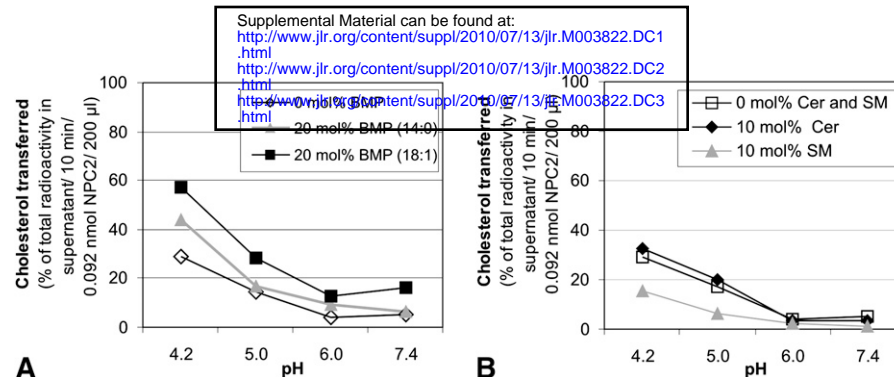 Supplemental Material can be found at:
http://www.jlr.org/content/suppl/2010/07/13/jlr.M003822.DC1
.html
http://www.jlr.org/content/suppl/2010/07/13/jlr.M003822.DC2
.html
http://www.jlr.org/content/suppl/2010/07/13/jlr.M003822.DC3
.html
Cholesterol transferred
(% of total radioactivity in
supernatant/ 10 min/
0.092 nmol NPC2/ 200 µl)
100
80
60
40
20
0
0 mol% BMP
20 mol% BMP (14:0)
20 mol% BMP (18:1)
4.2 5.0 6.0 7.4
pH
A
Cholesterol transferred
(% of total radioactivity in
supernatant/ 10 min/
0.092 nmol NPC2/ 200 µl)
100
80
60
40
20
0
0 mol% Cer and SM
10 mol% Cer
10 mol% SM
4.2 5.0 6.0 7.4
pH
B